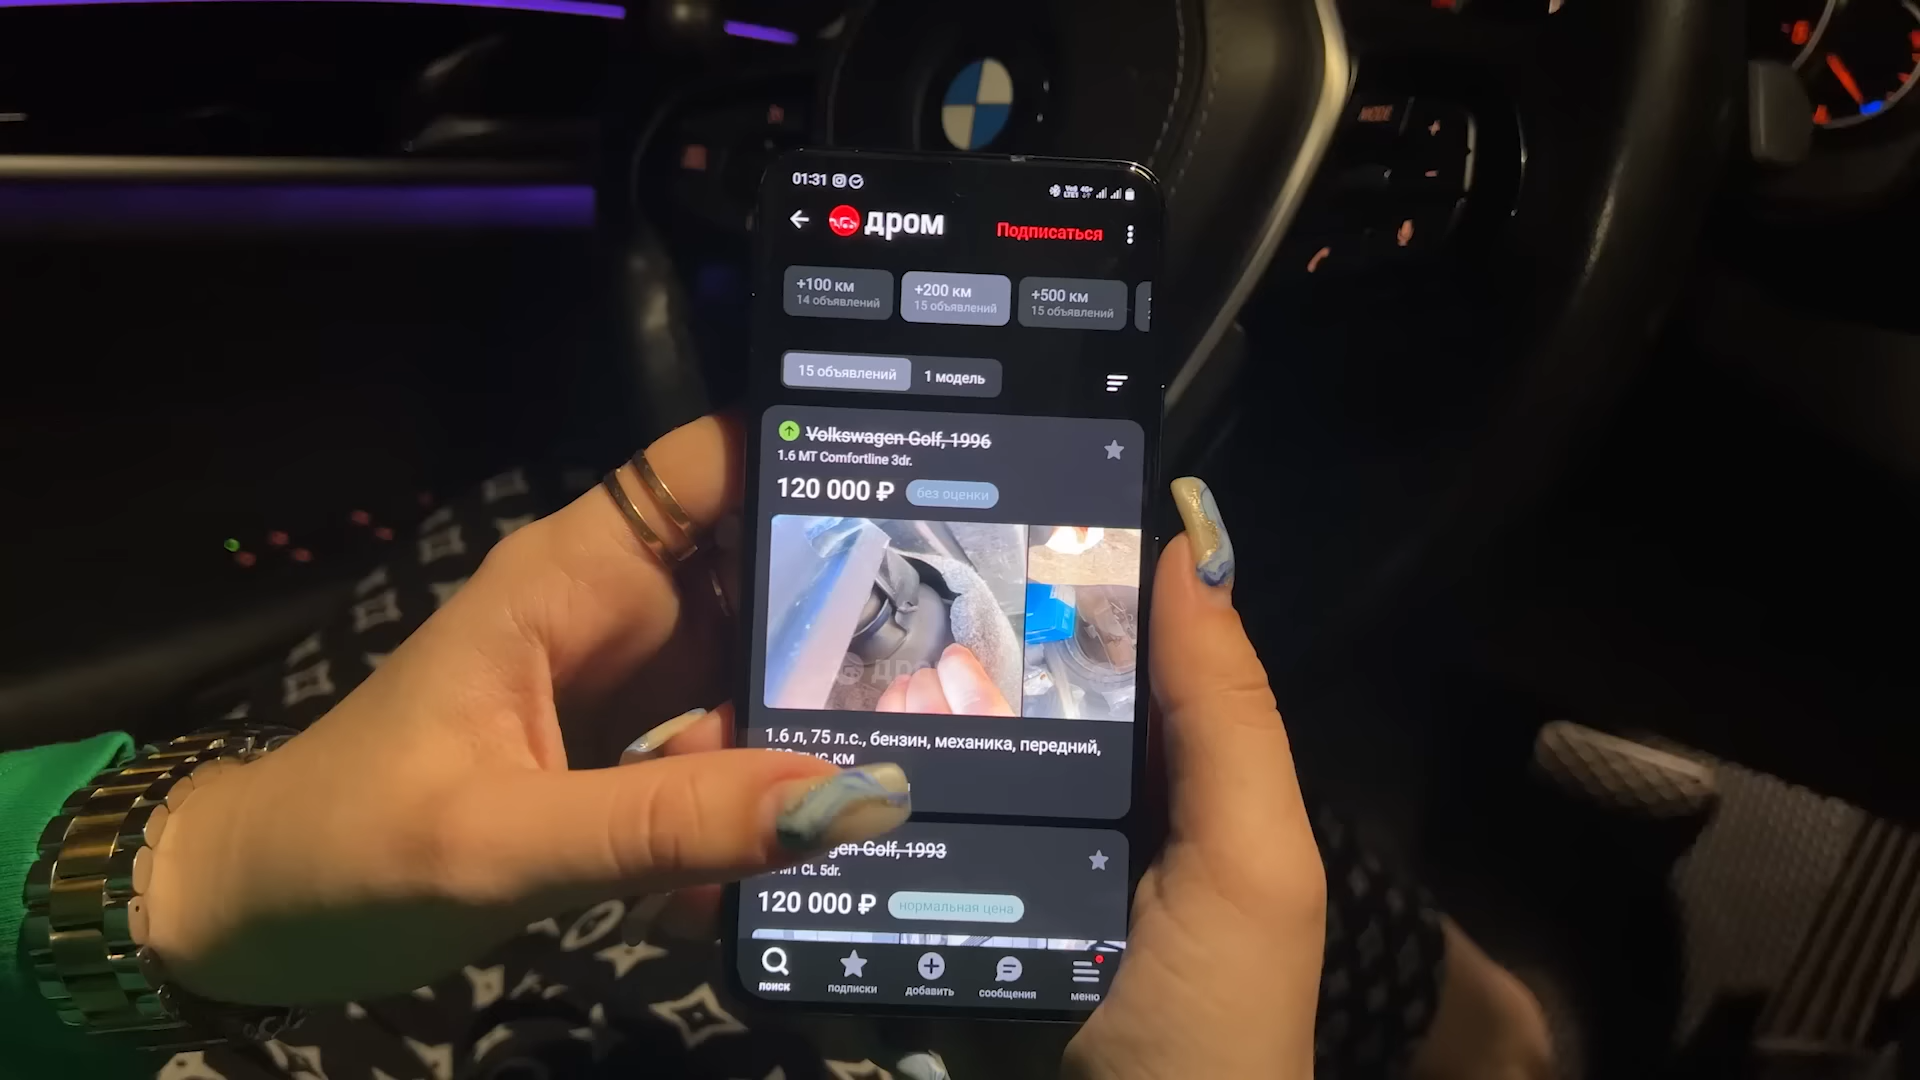 MODE
01:31
дром
Подписаться
+100 км
14 объявлений
+200 км
15 объявлений
+500 км
15 объявлений
15 объявлений
1 модель
Volkswagen Golf, 1996
1.6 MT Comfortline 3dr.
120 000 ₽
без оценки
1.6 л, 75 л.с., бензин, механика, передний,
Golf, 1993
CL 5dr.
120 000 ₽
нормальная цена
поиск
подписки
добавить
сообщения
меню